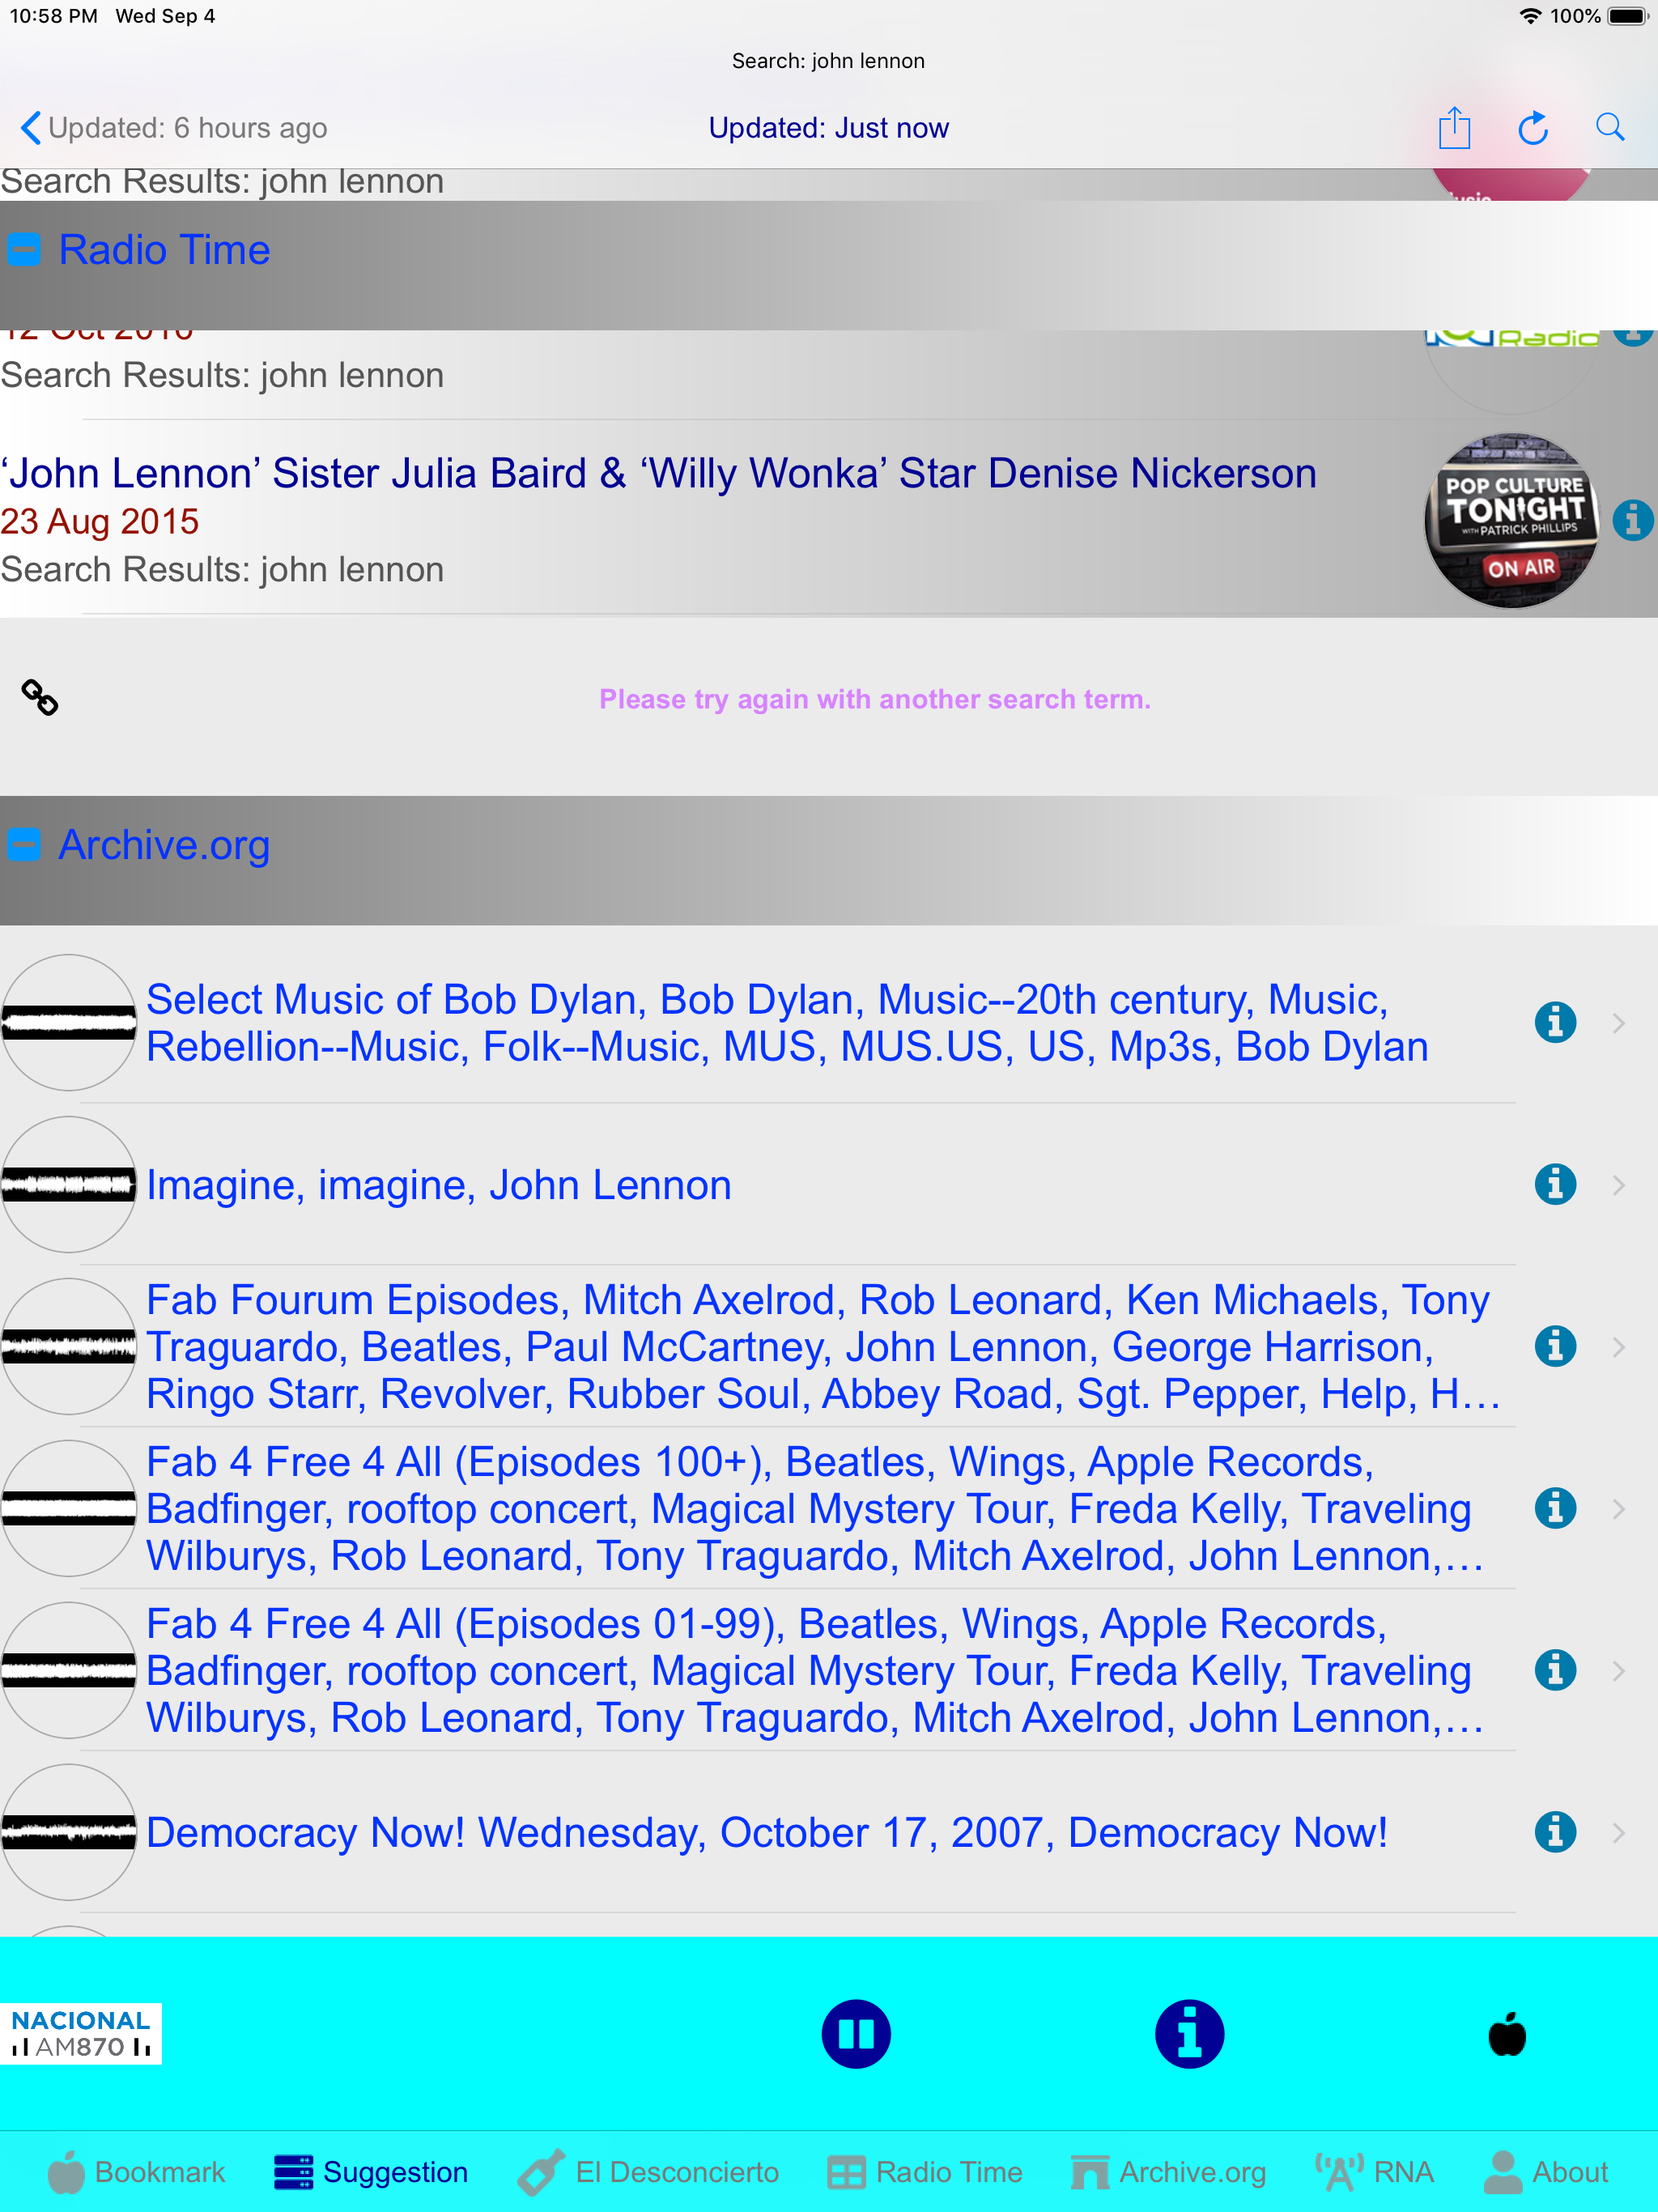 10:58 PM Wed Sep 4
100%
Search: john lennon
Updated: 6 hours ago
Updated: Just now
Search Results: john lennon
Radio Time
12 Oct 2016
Radio
Search Results: john lennon
‘John Lennon’ Sister Julia Baird & ‘Willy Wonka’ Star Denise Nickerson
23 Aug 2015
Search Results: john lennon
POP CULTURE
TONIGHT
WITH PATRICK PHILLIPS
ON AIR
Please try again with another search term.
Archive.org
Select Music of Bob Dylan, Bob Dylan, Music--20th century, Music,
Rebellion--Music, Folk--Music, MUS, MUS.US, US, Mp3s, Bob Dylan
Imagine, imagine, John Lennon
Fab Fourum Episodes, Mitch Axelrod, Rob Leonard, Ken Michaels, Tony
Traguardo, Beatles, Paul McCartney, John Lennon, George Harrison,
Ringo Starr, Revolver, Rubber Soul, Abbey Road, Sgt. Pepper, Help, H…
Fab 4 Free 4 All (Episodes 100+), Beatles, Wings, Apple Records,
Badfinger, rooftop concert, Magical Mystery Tour, Freda Kelly, Traveling
Wilburys, Rob Leonard, Tony Traguardo, Mitch Axelrod, John Lennon,…
Fab 4 Free 4 All (Episodes 01-99), Beatles, Wings, Apple Records,
Badfinger, rooftop concert, Magical Mystery Tour, Freda Kelly, Traveling
Wilburys, Rob Leonard, Tony Traguardo, Mitch Axelrod, John Lennon,…
Democracy Now! Wednesday, October 17, 2007, Democracy Now!
NACIONAL
AM870
Bookmark
Suggestion
El Desconcierto
Radio Time
Archive.org
RNA
About